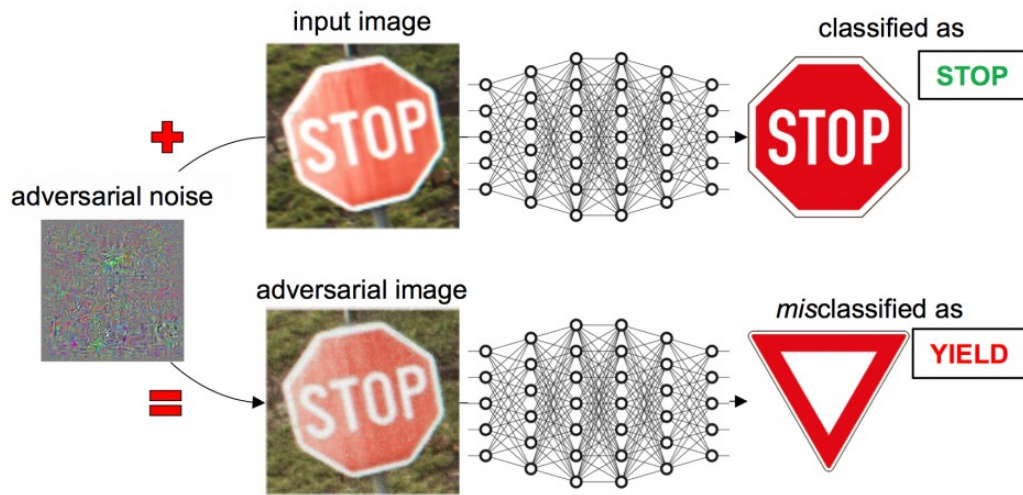 input image
classified as
STOP
STOP
STOP
adversarial noise
adversarial image
misclassified as
STOP
YIELD